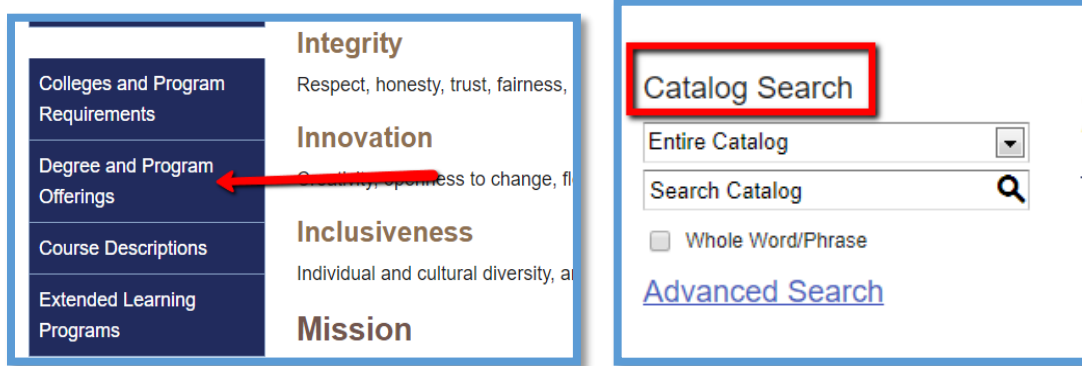 Colleges and Program
Requirements
Degree and Program
Offerings
Course Descriptions
Extended Learning
Programs
Integrity
Respect, honesty, trust, fairness,
Innovation
Creativity, openness to change,
Inclusiveness
Individual and cultural diversity,
Mission
Catalog Search
Entire Catalog
Search Catalog
Whole Word/Phrase
Advanced Search